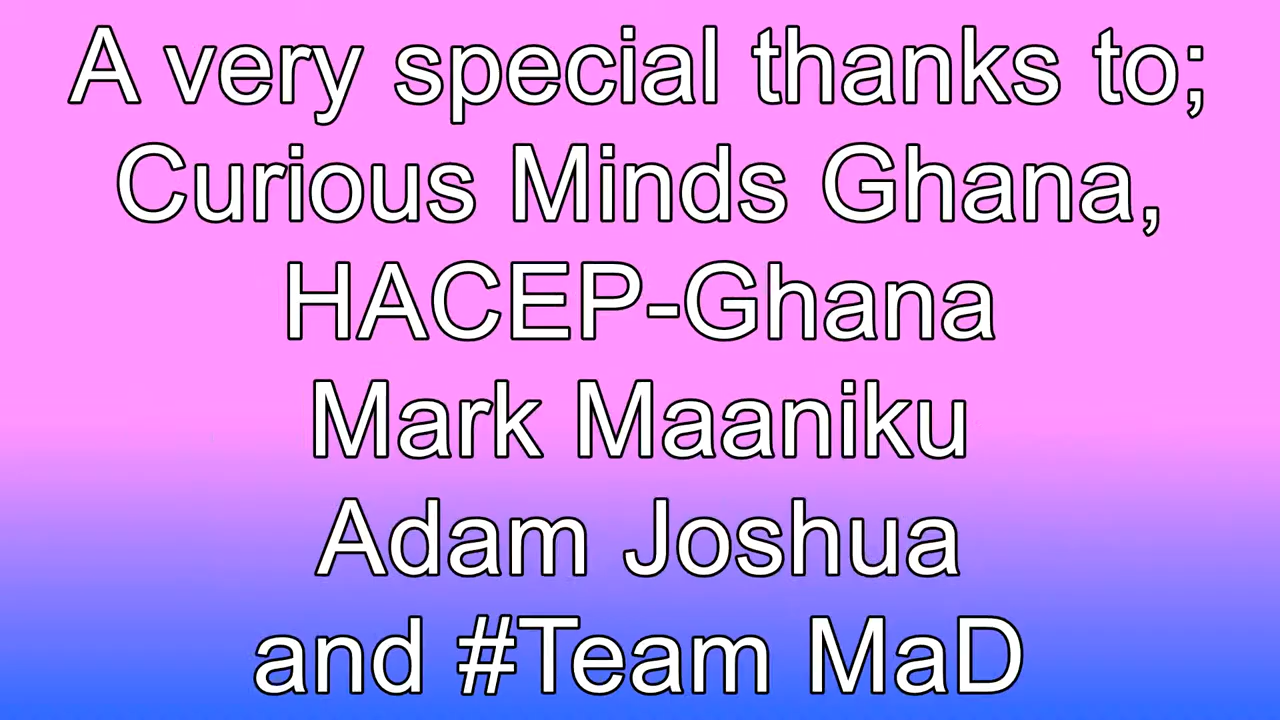 A very special thanks to;
Curious Minds Ghana,
HACEP-Ghana
Mark Maaniku
Adam Joshua
and #Team MaD